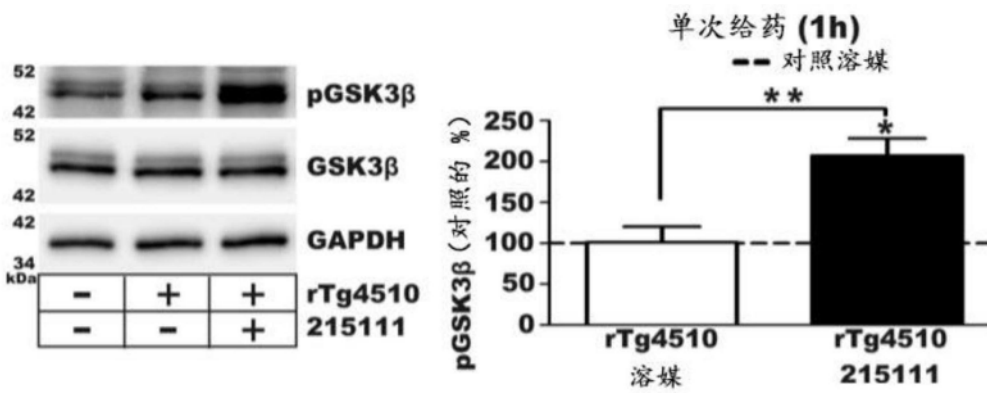 52
42
pGSK3β
52
42
GSK3β
42
34
GAPDH
kDa
- + + rTg4510
- - + 215111
单次给药 (1h)
-- 对照溶媒
**
*
pGSK3β (对照的 %)
250
200
150
100
50
0
rTg4510
溶媒
rTg4510
215111